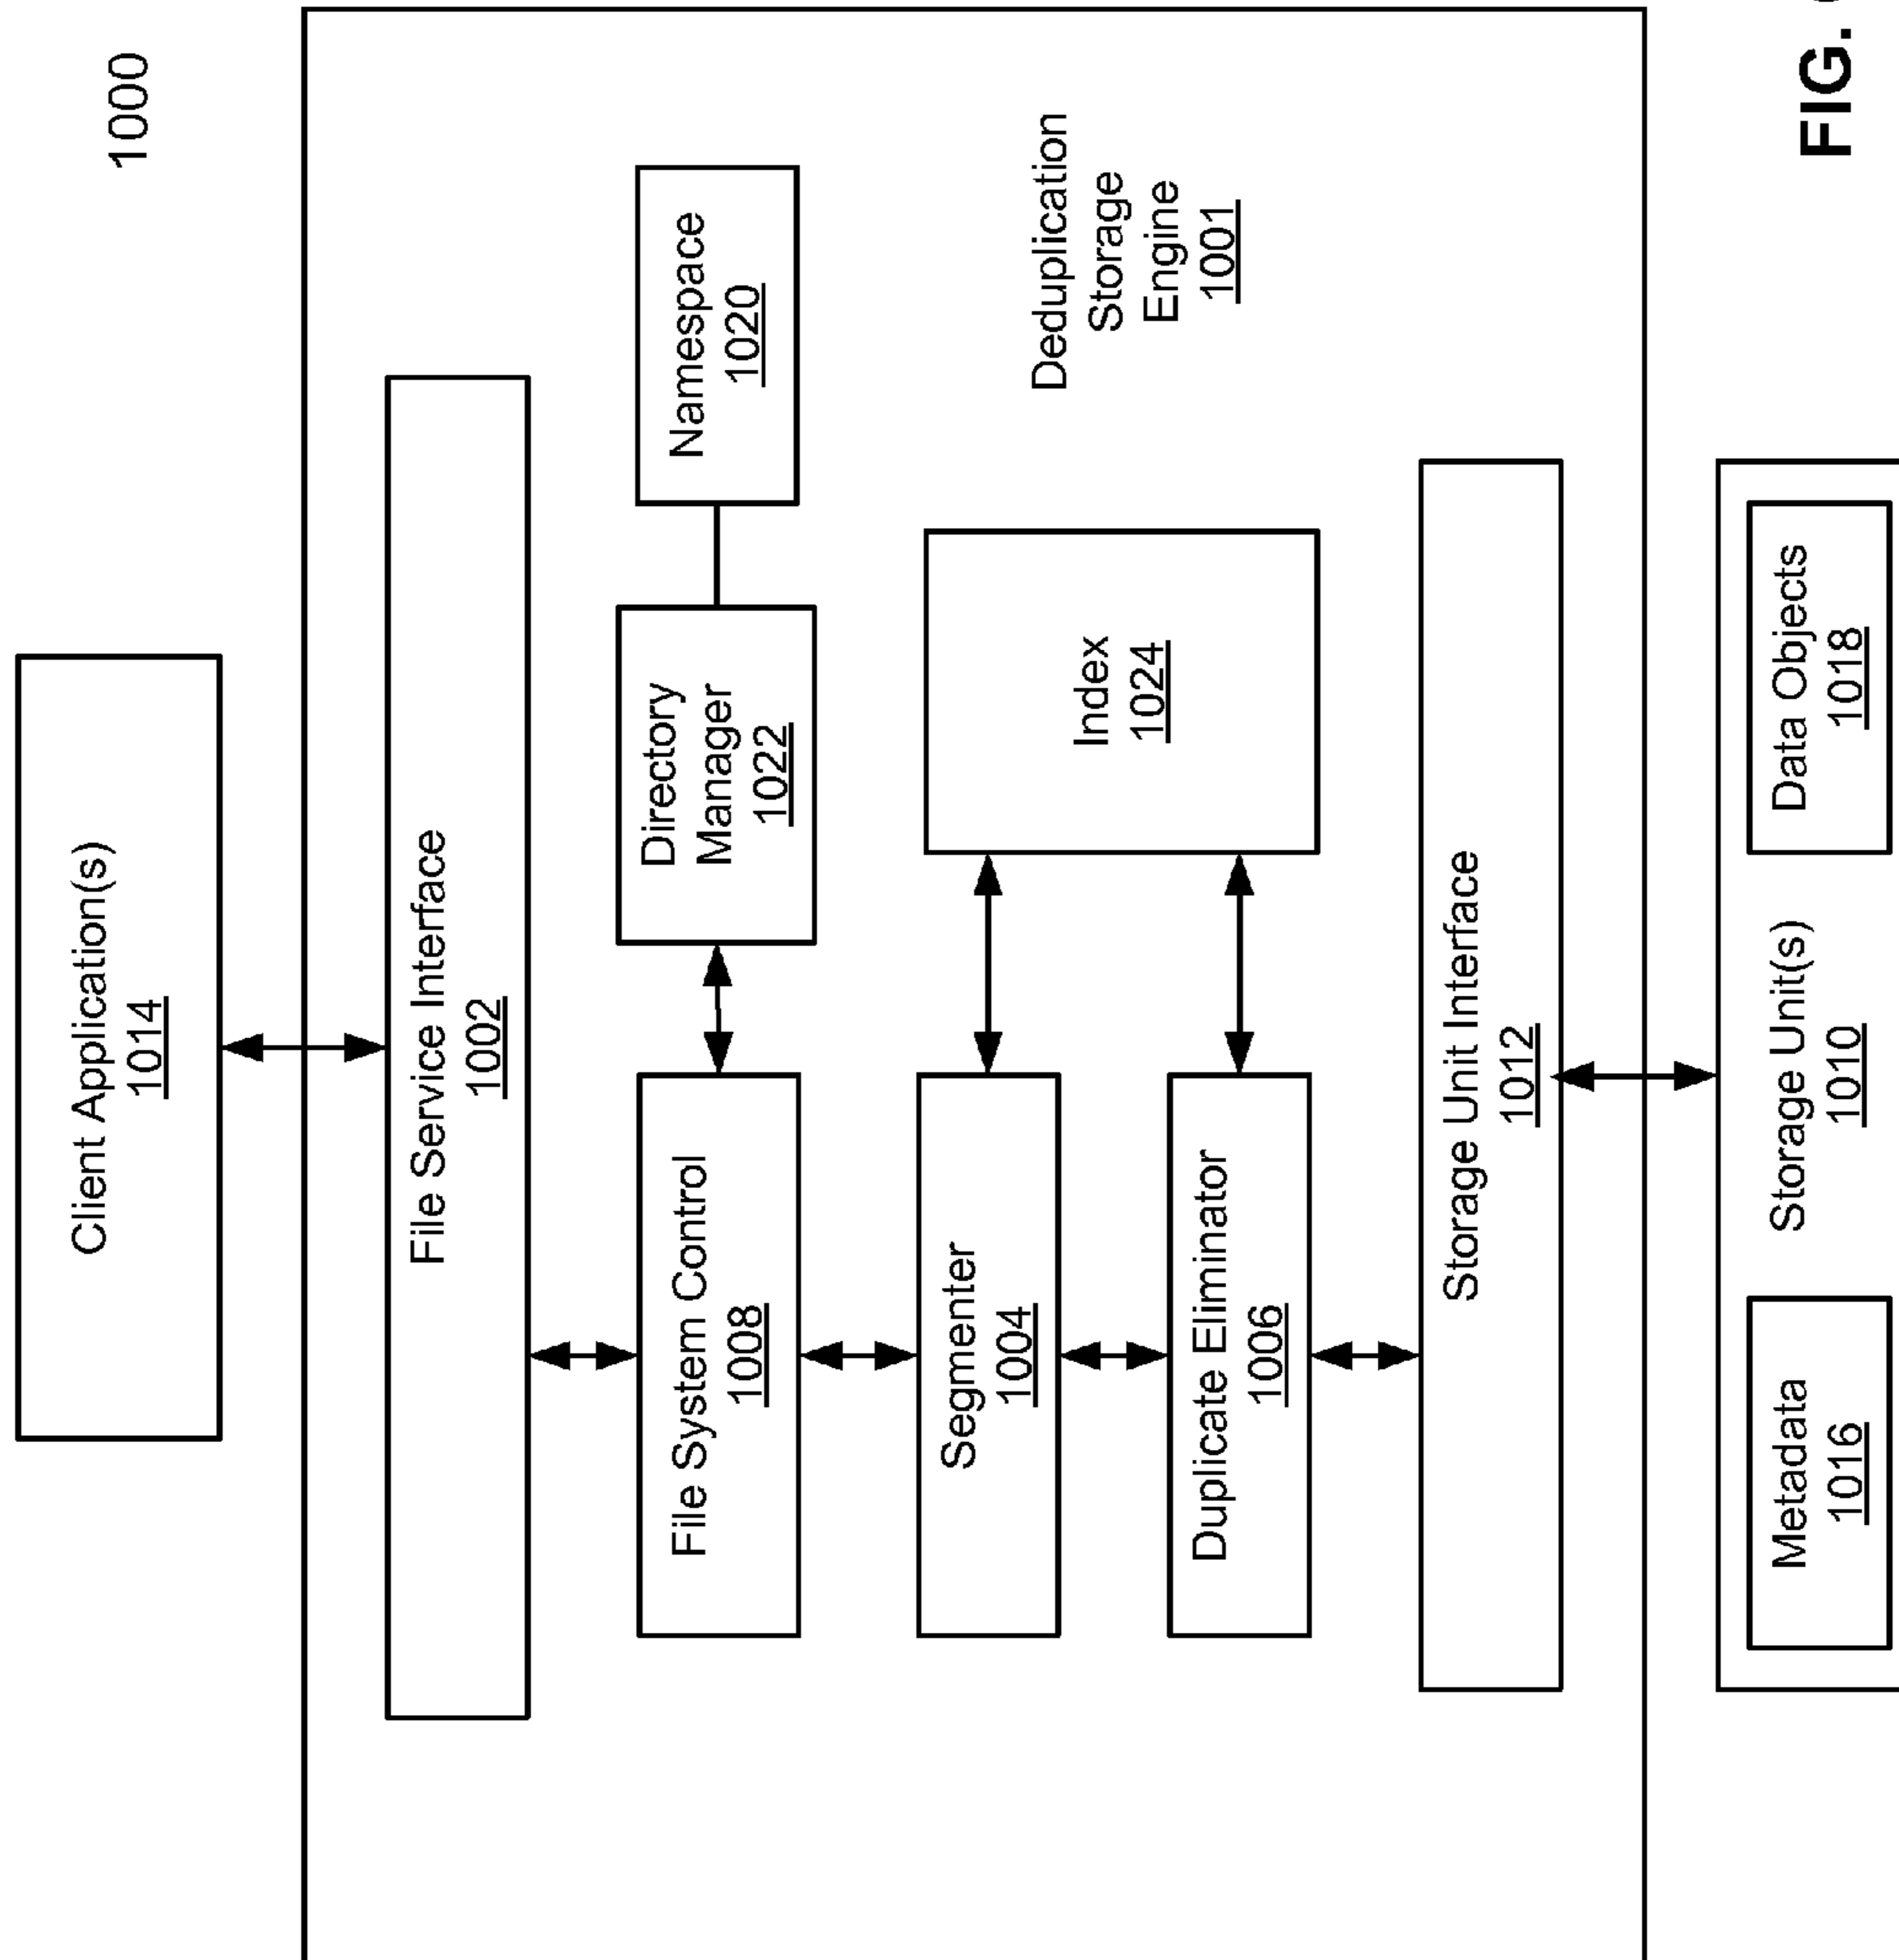 1000
Client Application(s)
1014
File Service Interface
1002
File System Control
1008
Directory
Manager
1022
Namespace
1020
Segmenter
1004
Index
1024
Duplicate Eliminator
1006
Deduplication
Storage
Engine
1001
Storage Unit Interface
1012
Metadata
1016
Storage Unit(s)
1010
Data Objects
1018
FIG.